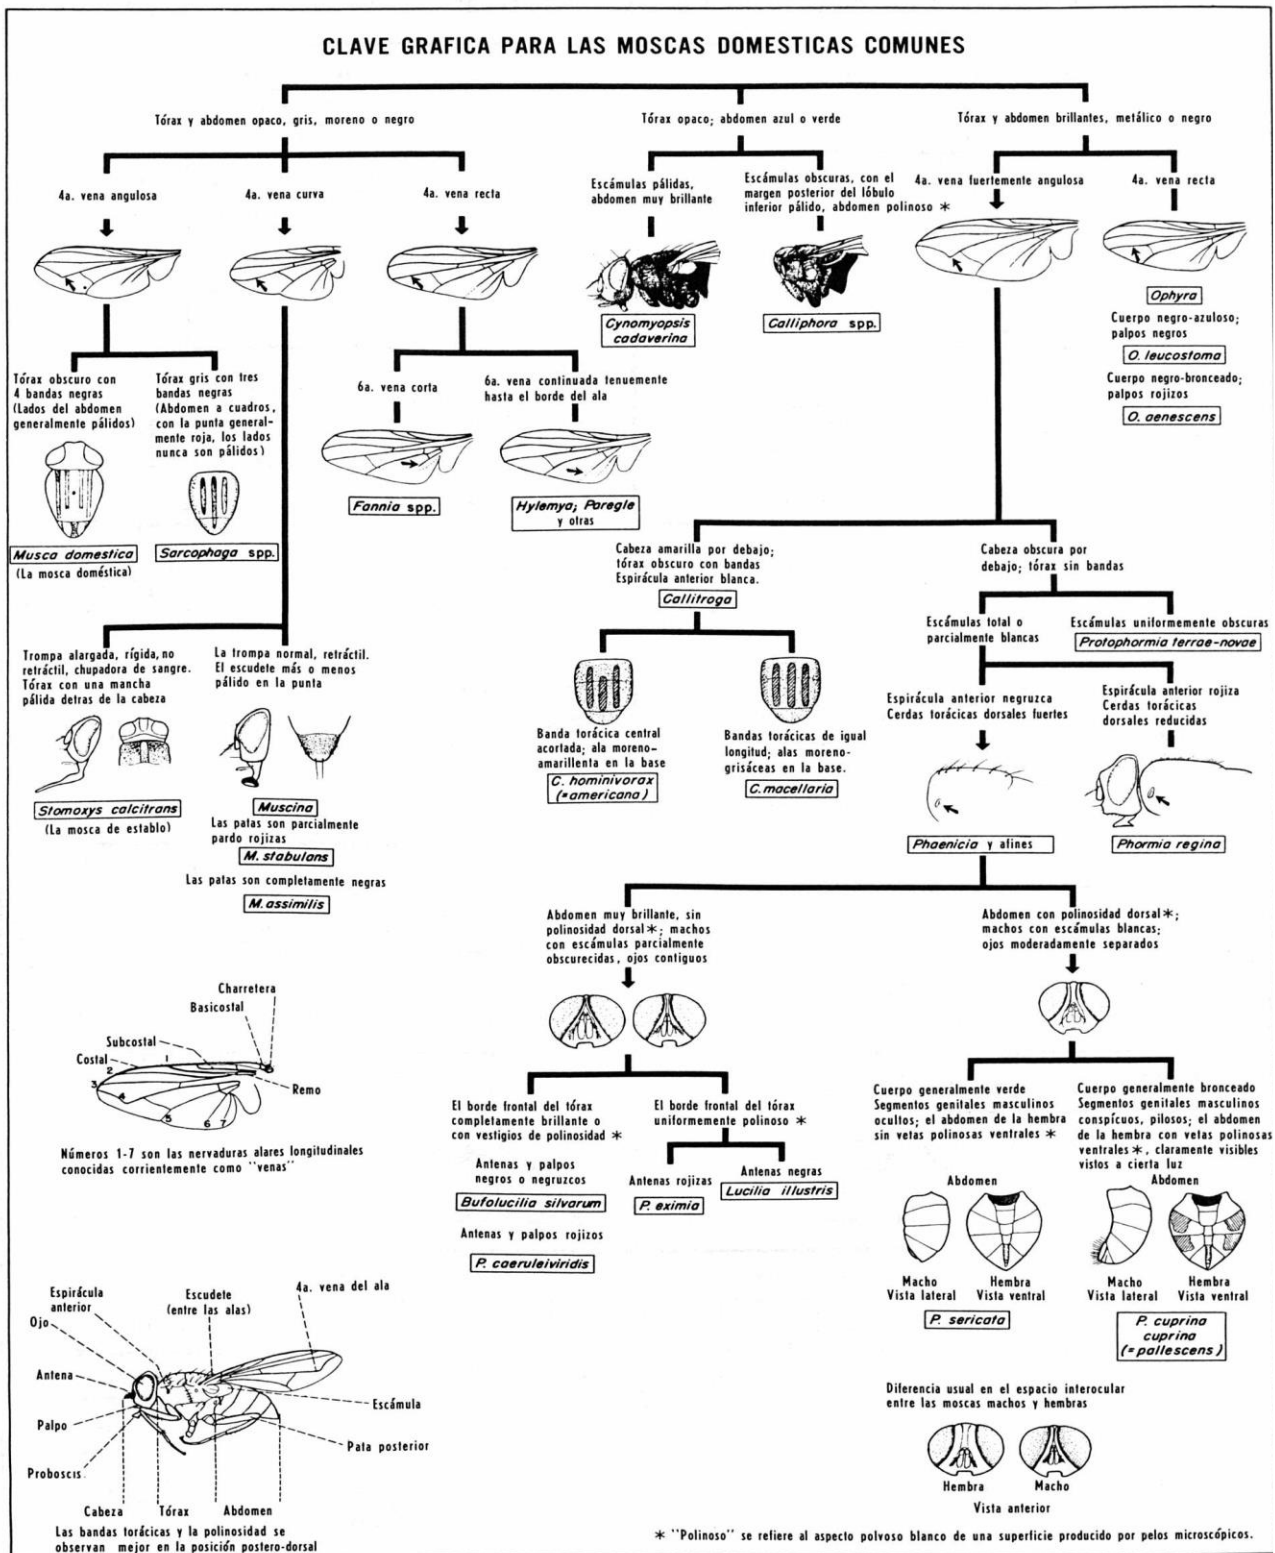 CLAVE GRAFICA PARA LAS MOSCAS DOMESTICAS COMUNES
Tórax y abdomen opaco, gris, moreno o negro
Tórax opaco; abdomen azul o verde
Tórax y abdomen brillantes, metálico o negro
4a. vena angulosa
4a. vena curva
4a. vena recta
Escámulas pálidas,
abdomen muy brillante
Escámulas obscuras, con el
margen posterior del lóbulo
inferior pálido, abdomen polinoso *
4a. vena fuertemente angulosa
4a. vena recta
Cynomyopsis
cadaverina
Calliphora spp.
Ophyra
Cuerpo negro-azuloso;
palpos negros
O. leucostoma
Cuerpo negro-bronceado;
palpos rojizos
O. aenescens
Tórax obscuro con
4 bandas negras
(Lados del abdomen
generalmente pálidos)
Tórax gris con tres
bandas negras
(Abdomen a cuadros,
con la punta general-
mente roja, los lados
nunca son pálidos)
6a. vena corta
6a. vena continuada tenuemente
hasta el borde del ala
Musca domestica
(La mosca doméstica)
Sarcophaga spp.
Fannia spp.
Hylemya; Paregle
y otras
Cabeza amarilla por debajo;
tórax obscuro con bandas
Espirácula anterior blanca.
Callitroga
Cabeza obscura por
debajo; tórax sin bandas
Escámulas total o
parcialmente blancas
Escámulas uniformemente obscuras
Protophormia terrae-novae
Trompa alargada, rígida, no
retráctil, chupadora de sangre.
Tórax con una mancha
pálida detras de la cabeza
La trompa normal, retráctil.
El escudete más o menos
pálido en la punta
Stomoxys calcitrans
(La mosca de establo)
Muscina
Las patas son parcialmente
pardo rojizas
M. stabulans
Las patas son completamente negras
M. assimilis
Banda torácica central
acortada; ala moreno-
amarillenta en la base
C. hominivorax
(=americana)
Bandas torácicas de igual
longitud; alas moreno-
grisáceas en la base.
C. macellaria
Espirácula anterior negruzca
Cerdas torácicas dorsales fuertes
Espirácula anterior rojiza
Cerdas torácicas
dorsales reducidas
Phaenicia y afines
Phormia regina
Abdomen muy brillante, sin
polinosidad dorsal*; machos
con escámulas parcialmente
obscurecidas, ojos contiguos
Abdomen con polinosidad dorsal*;
machos con escámulas blancas;
ojos moderadamente separados
Charretera
Basicostal
Subcostal
Costal
1
2
3
4
5
6
7
Remo
Números 1-7 son las nervaduras alares longitudinales
conocidas corrientemente como "venas"
El borde frontal del tórax
completamente brillante o
con vestigios de polinosidad *
Antenas y palpos
negros o negruzcos
Bufolucilia silvarum
Antenas y palpos rojizos
P. caeruleiviridis
El borde frontal del tórax
uniformemente polinoso *
Antenas rojizas
P. eximia
Antenas negras
Lucilia illustris
Cuerpo generalmente verde
Segmentos genitales masculinos
ocultos; el abdomen de la hembra
sin vetas polinosas ventrales *
Abdomen
Macho
Vista lateral
Hembra
Vista ventral
P. sericata
Cuerpo generalmente bronceado
Segmentos genitales masculinos
conspícuos, pilosos; el abdomen
de la hembra con vetas polinosas
ventrales*, claramente visibles
vistos a cierta luz
Abdomen
Macho
Vista lateral
Hembra
Vista ventral
P. cuprina
cuprina
(=pallescens)
Espirácula
anterior
Ojo
Antena
Palpo
Proboscis
Escudete
(entre las alas)
4a. vena del ala
Escámula
Pata posterior
Cabeza
Tórax
Abdomen
Las bandas torácicas y la polinosidad se
observan mejor en la posición postero-dorsal
Diferencia usual en el espacio interocular
entre las moscas machos y hembras
Hembra
Macho
Vista anterior
* "Polinoso" se refiere al aspecto polvoso blanco de una superficie producido por pelos microscópicos.